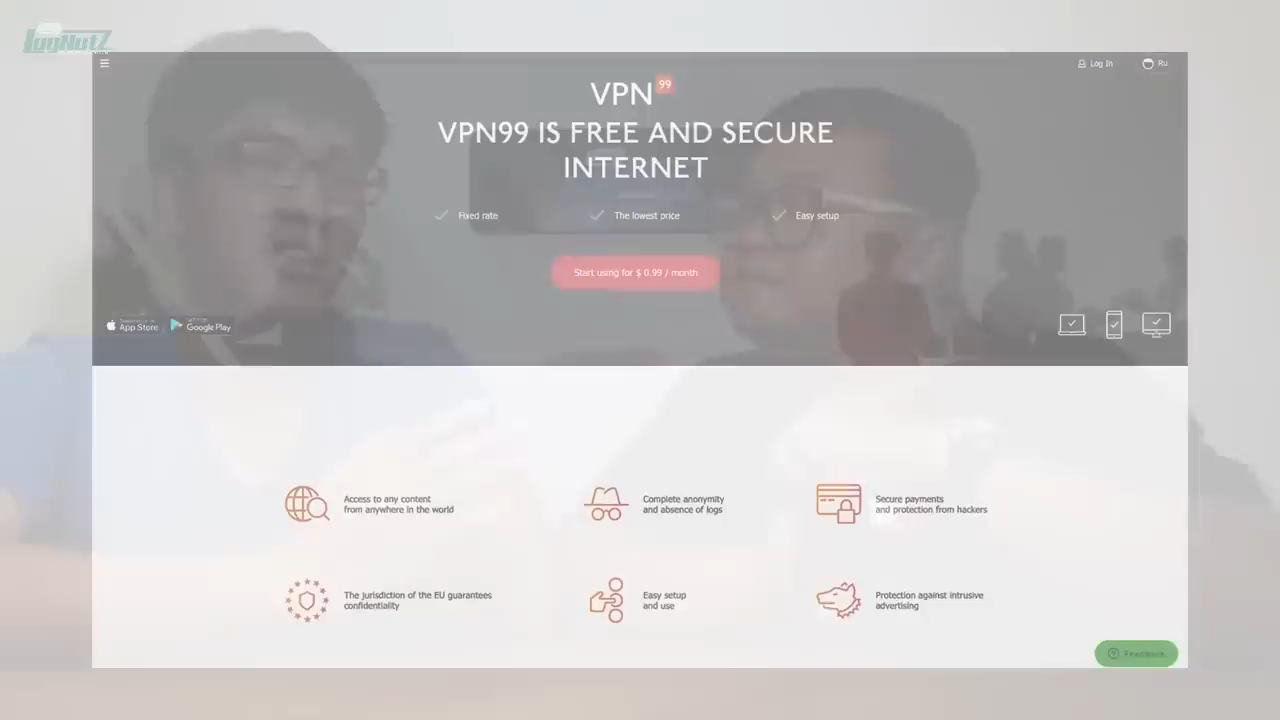 LugNutz
Log In
Ru
VPN99
VPN99 IS FREE AND SECURE
INTERNET
Fixed rate
The lowest price
Easy setup
Start using for $ 0.99 / month
App Store
Google Play
Access to any content
from anywhere in the world
Complete anonymity
and absence of logs
Secure payments
and protection from hackers
The jurisdiction of the EU guarantees
confidentiality
Easy setup
and use
Protection against intrusive
advertising
Feedback